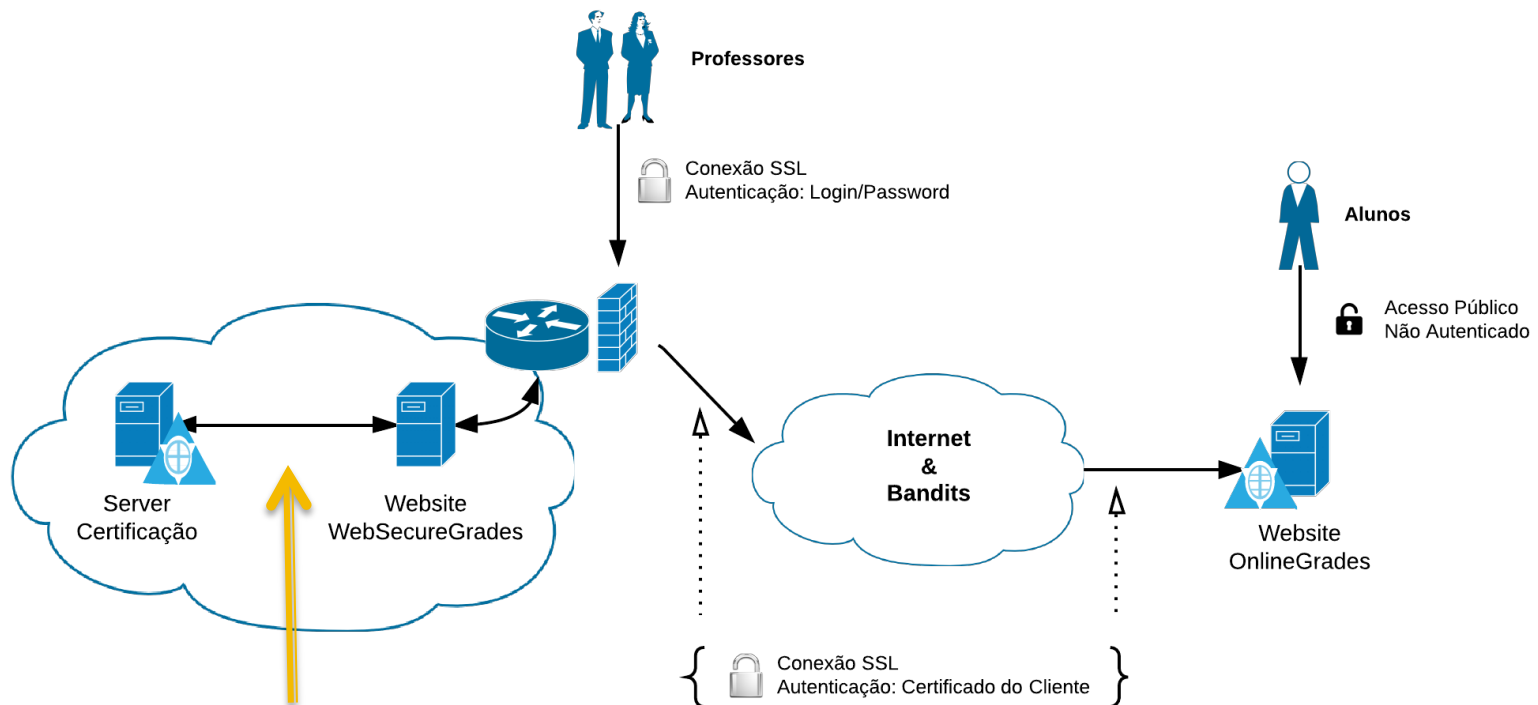 Professores
Conexão SSL
Autenticação: Login/Password
Alunos
Acesso Público
Não Autenticado
Internet
&
Bandits
Server
Certificação
Website
WebSecureGrades
Website
OnlineGrades
{ Conexão SSL }
Autenticação: Certificado do Cliente